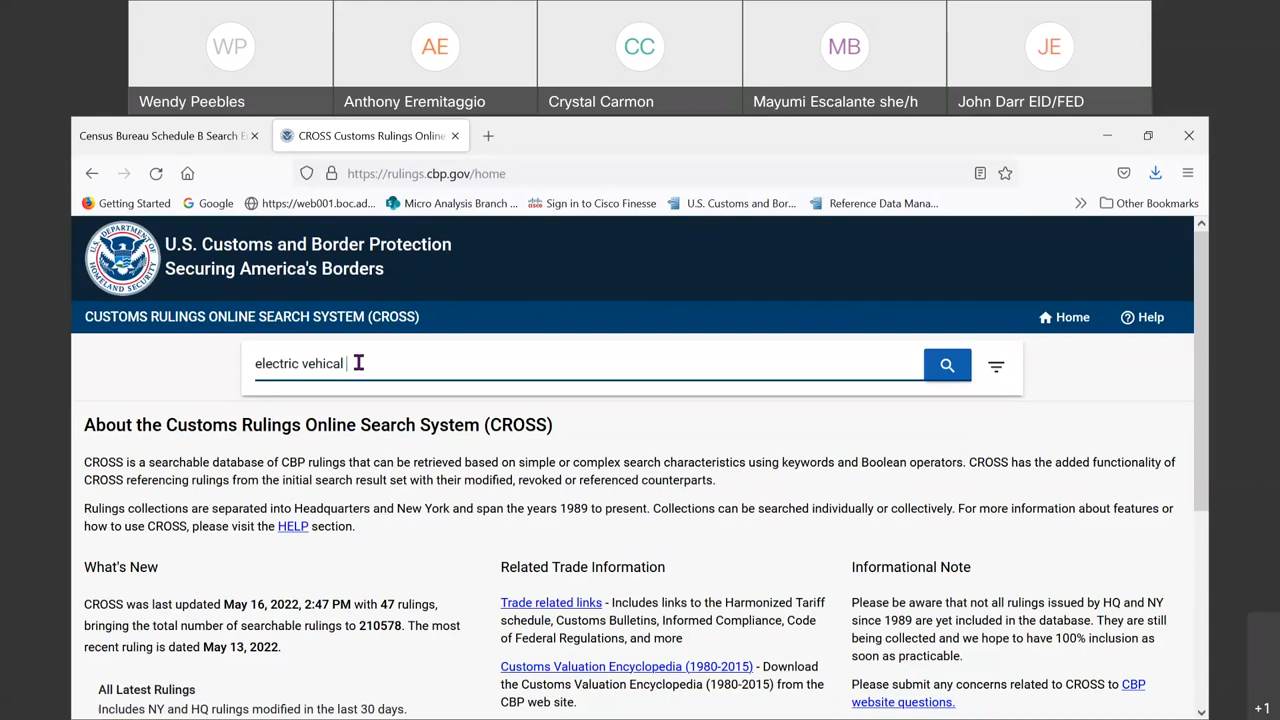 WP
AE
CC
MB
JE
Wendy Peebles
Anthony Eremitaggio
Crystal Carmon
Mayumi Escalante she/h
John Darr EID/FED
Census Bureau Schedule B Search E
CROSS Customs Rulings Online
https://rulings.cbp.gov/home
Getting Started
Google
https://web001.boc.ad...
Micro Analysis Branch ...
Sign in to Cisco Finesse
U.S. Customs and Bor...
Reference Data Mana...
Other Bookmarks
U.S. Customs and Border Protection
Securing America's Borders
CUSTOMS RULINGS ONLINE SEARCH SYSTEM (CROSS)
Home
Help
electric vehical
About the Customs Rulings Online Search System (CROSS)
CROSS is a searchable database of CBP rulings that can be retrieved based on simple or complex search characteristics using keywords and Boolean operators. CROSS has the added functionality of
CROSS referencing rulings from the initial search result set with their modified, revoked or referenced counterparts.
Rulings collections are separated into Headquarters and New York and span the years 1989 to present. Collections can be searched individually or collectively. For more information about features or
how to use CROSS, please visit the HELP section.
What's New
CROSS was last updated May 16, 2022, 2:47 PM with 47 rulings,
bringing the total number of searchable rulings to 210578. The most
recent ruling is dated May 13, 2022.
All Latest Rulings
Includes NY and HQ rulings modified in the last 30 days.
Related Trade Information
Trade related links - Includes links to the Harmonized Tariff
schedule, Customs Bulletins, Informed Compliance, Code
of Federal Regulations, and more
Customs Valuation Encyclopedia (1980-2015) - Download
the Customs Valuation Encyclopedia (1980-2015) from the
CBP web site.
Informational Note
Please be aware that not all rulings issued by HQ and NY
since 1989 are yet included in the database. They are still
being collected and we hope to have 100% inclusion as
soon as practicable.
Please submit any concerns related to CROSS to CBP
website questions.
+1